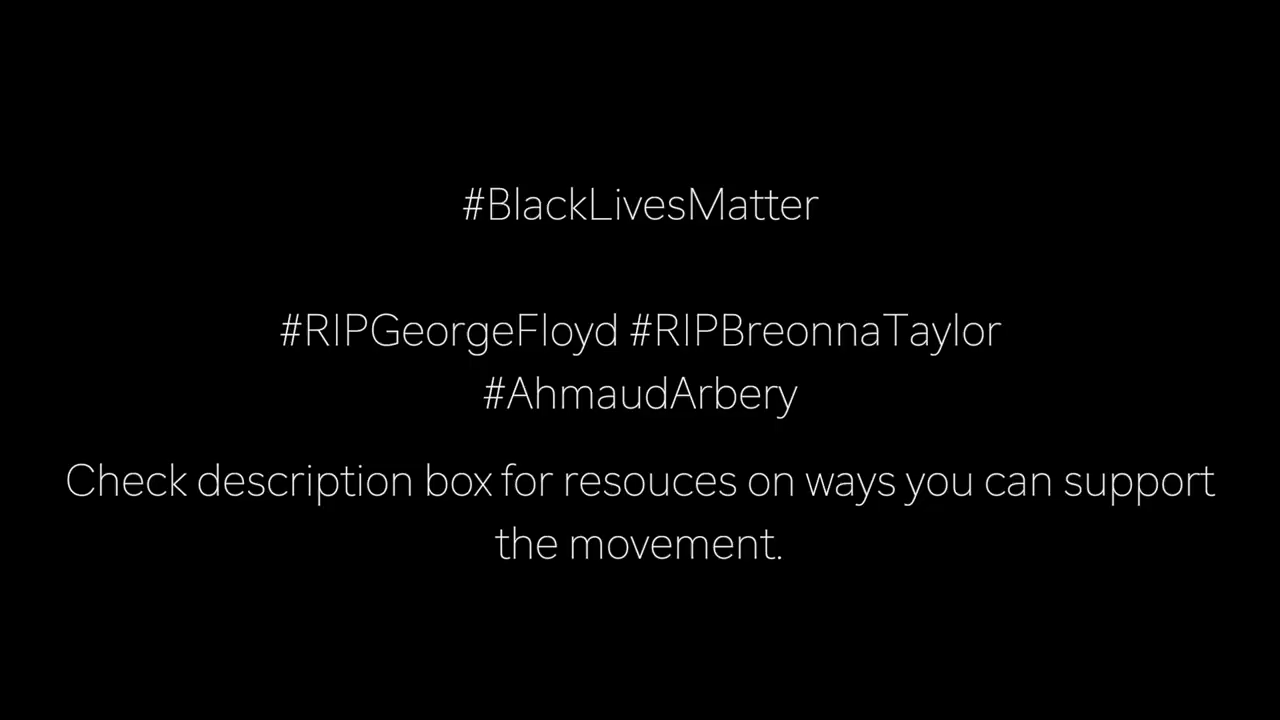 #BlackLivesMatter
#RIPGeorgeFloyd #RIPBreonnaTaylor
#AhmaudArbery
Check description box for resouces on ways you can support
the movement.